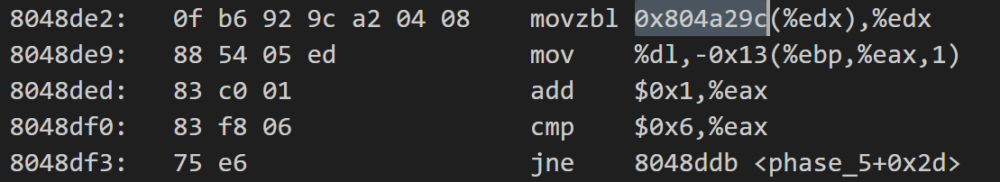 8048de2: 0f b6 92 9c a2 04 08 movzbl 0x804a29c(%edx),%edx
8048de9: 88 54 05 ed mov %dl,-0x13(%ebp,%eax,1)
8048ded: 83 c0 01 add $0x1,%eax
8048df0: 83 f8 06 cmp $0x6,%eax
8048df3: 75 e6 jne 8048ddb <phase_5+0x2d>